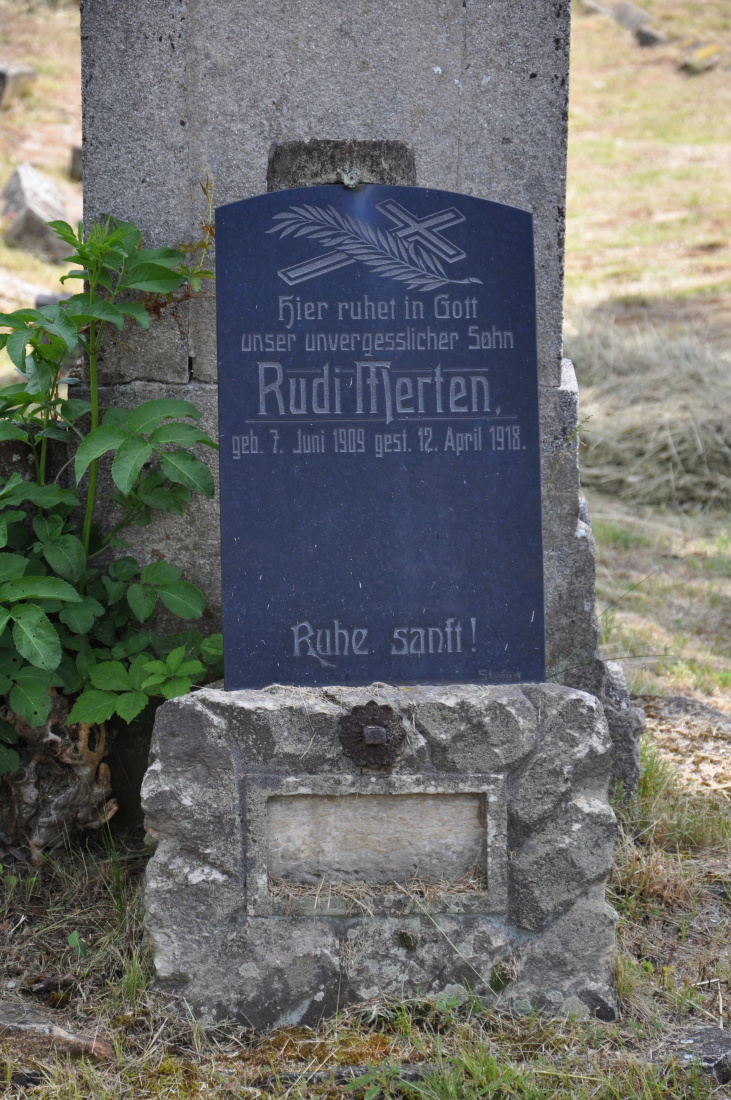 Hier ruhet in Gott
unser unvergesslicher Sohn
Rudi Merten,
geb. 7. Juni 1909 gest. 12. April 1918.
Ruhe sanft!